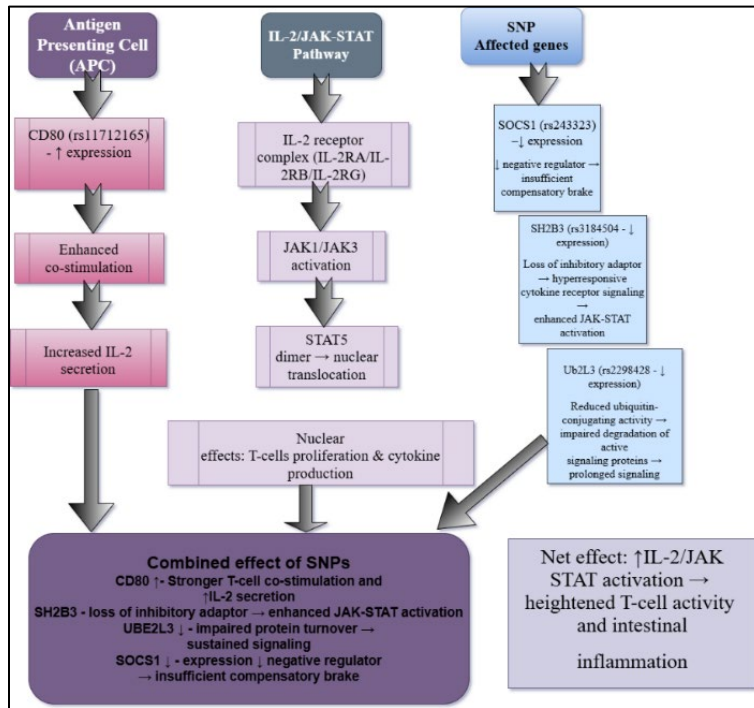 Antigen
Presenting Cell
(APC)
CD80 (rs11712165)
- ↑ expression
Enhanced
co-stimulation
Increased IL-2
secretion
IL-2/JAK-STAT
Pathway
IL-2 receptor
complex (IL-2RA/IL-
2RB/IL-2RG)
JAK1/JAK3
activation
STAT5
dimer → nuclear
translocation
Nuclear
effects: T-cells proliferation & cytokine
production
SNP
Affected genes
SOCS1 (rs243323)
–↓ expression
↓ negative regulator →
insufficient
compensatory brake
SH2B3 (rs3184504 - ↓
expression)
Loss of inhibitory adaptor
→ hyperresponsive
cytokine receptor signaling
→
enhanced JAK-STAT
activation
Ub2L3 (rs2298428 - ↓
expression)
Reduced ubiquitin-
conjugating activity →
impaired degradation of
active
signaling proteins →
prolonged signaling
Combined effect of SNPs
CD80 ↑- Stronger T-cell co-stimulation and
↑IL-2 secretion
SH2B3 - loss of inhibitory adaptor → enhanced JAK-STAT activation
UBE2L3 ↓ - impaired protein turnover →
sustained signaling
SOCS1 ↓ - expression ↓ negative regulator
→ insufficient compensatory brake
Net effect: ↑IL-2/JAK
STAT activation →
heightened T-cell activity
and intestinal
inflammation